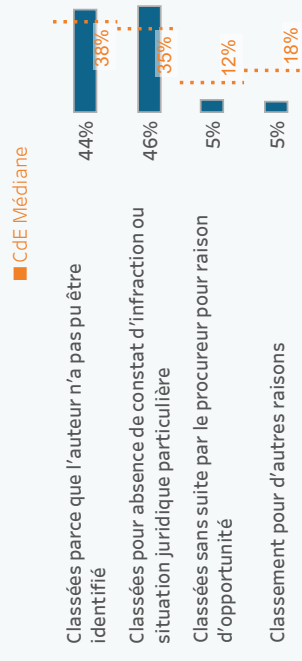 CdE Médiane
Classées parce que l'auteur n'a pas pu être
identifié
44%
38%
Classées pour absence de constat d'infraction ou
situation juridique particulière
46%
35%
Classées sans suite par le procureur pour raison
d'opportunité
5%
12%
Classement pour d'autres raisons
5%
18%